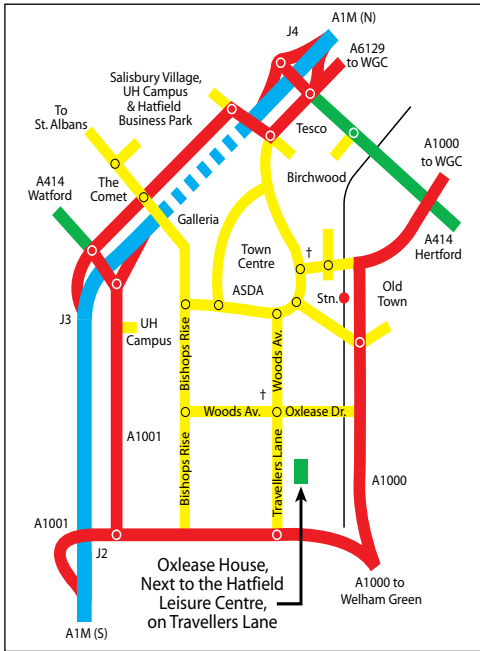 A1M (N)
J4
A6129
to WGC
Salisbury Village,
UH Campus
& Hatfield
Business Park
To
St. Albans
Tesco
A1000
to WGC
Birchwood
The
Comet
A414
Watford
Galleria
A414
Hertford
Town
Centre
†
Stn.
Old
Town
ASDA
J3
UH
Campus
Bishops Rise
Woods Av.
†
Woods Av.
Oxlease Dr.
A1001
Bishops Rise
Travellers Lane
A1000
A1001
J2
Oxlease House,
Next to the Hatfield
Leisure Centre,
on Travellers Lane
A1000 to
Welham Green
A1M (S)